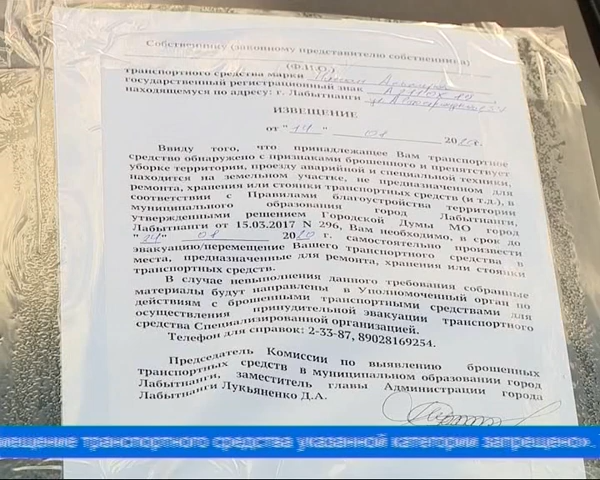 Собственнику (законному представителю собственника)
(Ф.И.О.)
транспортного средства марки
государственный регистрационный знак
находящемуся по адресу: г. Лабытнанги
ИЗВЕЩЕНИЕ
от "14" 01 20 г.
Ввиду того, что принадлежащее Вам транспортное
средство обнаружено с признаками брошенного и препятствует
уборке территории, проезду аварийной и специальной техники,
находится на земельном участке, не предназначенном для
ремонта, хранения или стоянки транспортных средств (и т.д.), в
соответствии с Правилами благоустройства территории
муниципального образования город Лабытнанги,
утвержденными решением Городской Думы МО город
Лабытнанги от 15.03.2017 N 296, Вам необходимо, в срок до
"24" 01 2020 г. самостоятельно произвести
эвакуацию/перемещение Вашего транспортного средства в
места, предназначенные для ремонта, хранения или стоянки
транспортных средств.
В случае невыполнения данного требования собранные
материалы будут направлены в Уполномоченный орган по
действиям с брошенными транспортными средствами для
осуществления принудительной эвакуации транспортного
средства Специализированной организацией.
Телефон для справок: 2-33-87, 89028169254.
Председатель Комиссии по выявлению брошенных
транспортных средств в муниципальном образовании город
Лабытнанги, заместитель главы Администрации города
Лабытнанги Лукьяненко Д.А.
мещение транспортного средства указанной категории запрещено».